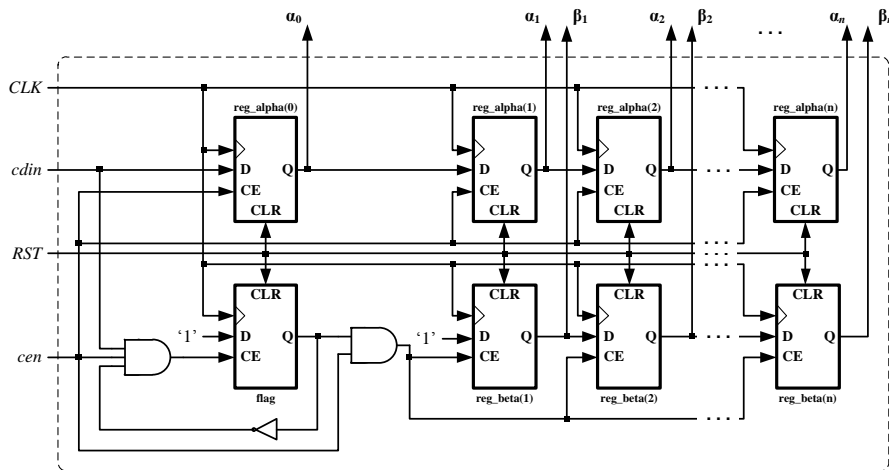 α0 α1 β1 α2 β2 . . . αn βn
CLK
reg_alpha(0) reg_alpha(1) reg_alpha(2) . . . reg_alpha(n)
cdin D Q D Q D Q . . . D Q
CE CE CE CE
CLR CLR CLR . . . CLR
RST . . .
. . .
CLR CLR CLR CLR
‘1’ D Q ‘1’ D Q D Q . . . D Q
cen CE CE CE CE
flag reg_beta(1) reg_beta(2) reg_beta(n)
. . .